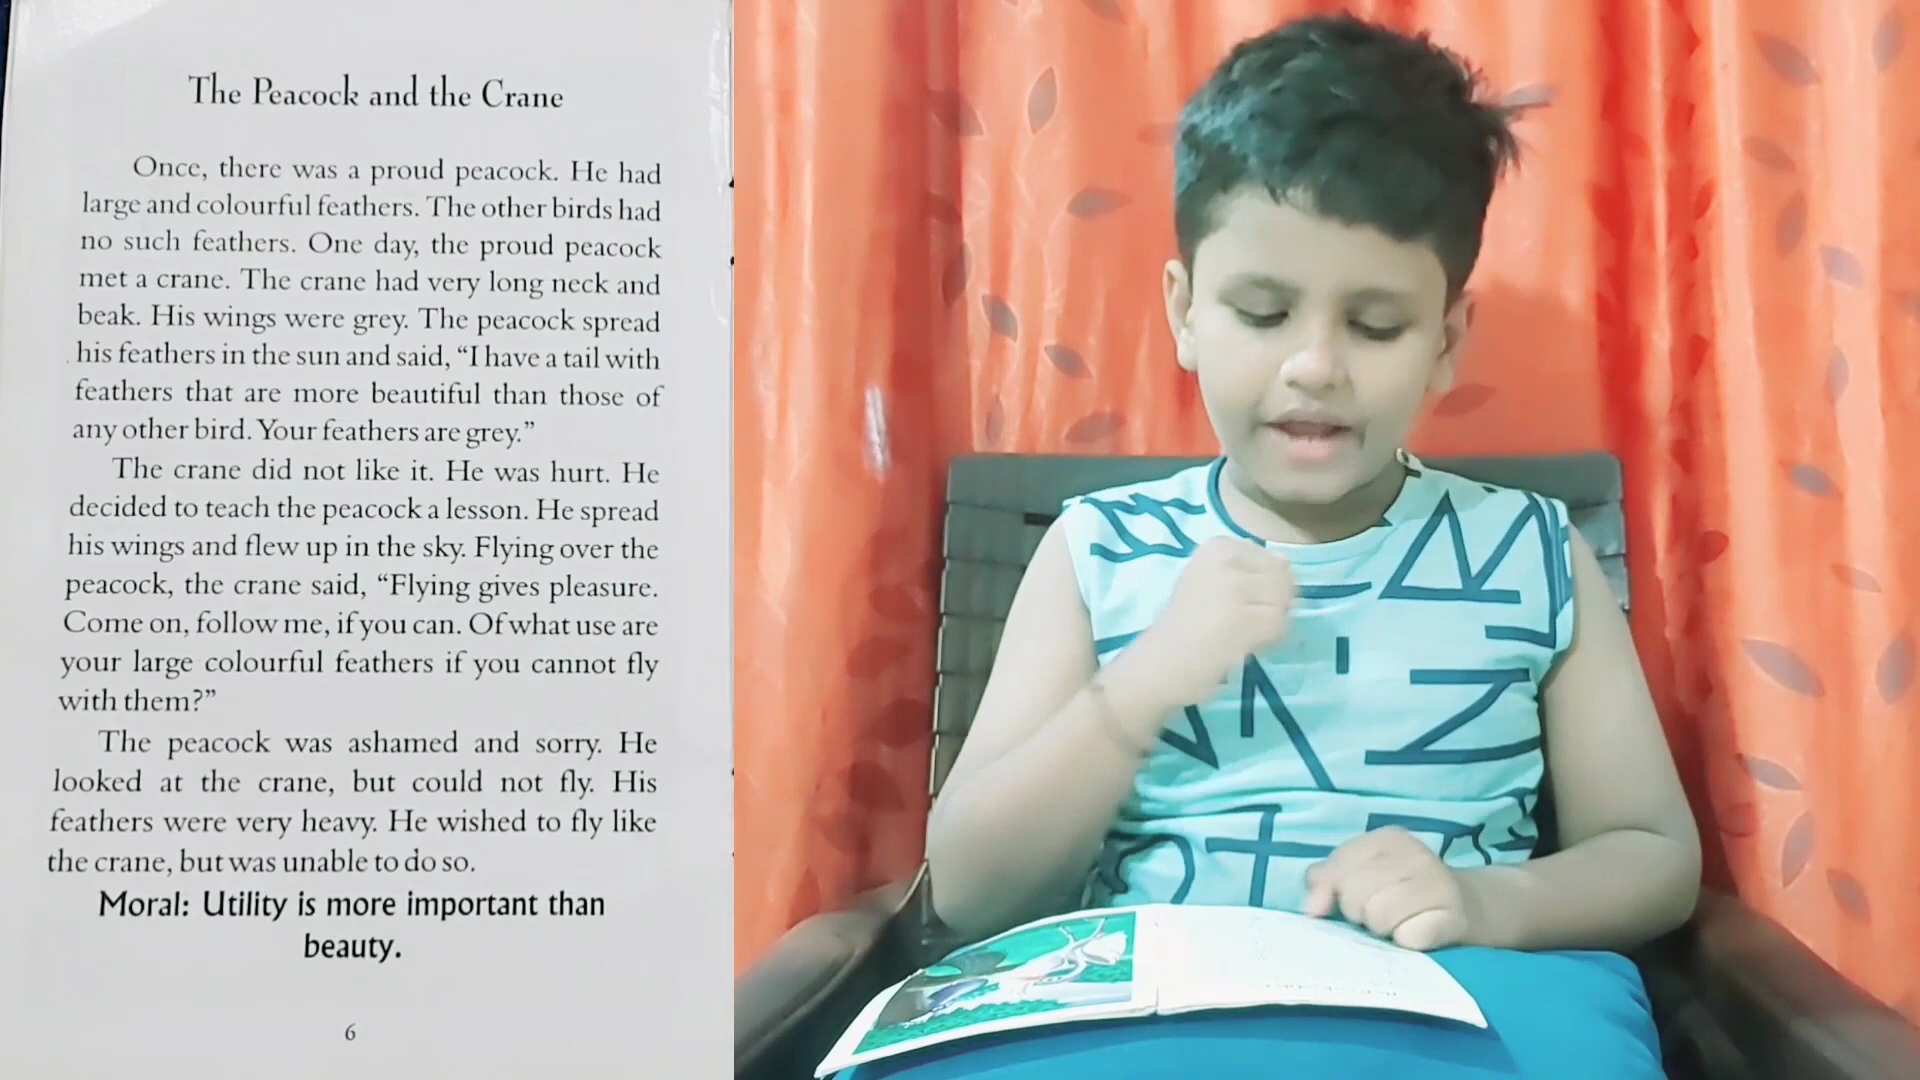 The Peacock and the Crane
Once, there was a proud peacock. He had
large and colourful feathers. The other birds had
no such feathers. One day, the proud peacock
met a crane. The crane had very long neck and
beak. His wings were grey. The peacock spread
his feathers in the sun and said, “I have a tail with
feathers that are more beautiful than those of
any other bird. Your feathers are grey.”
The crane did not like it. He was hurt. He
decided to teach the peacock a lesson. He spread
his wings and flew up in the sky. Flying over the
peacock, the crane said, “Flying gives pleasure.
Come on, follow me, if you can. Of what use are
your large colourful feathers if you cannot fly
with them?”
The peacock was ashamed and sorry. He
looked at the crane, but could not fly. His
feathers were very heavy. He wished to fly like
the crane, but was unable to do so.
Moral: Utility is more important than
beauty.
6